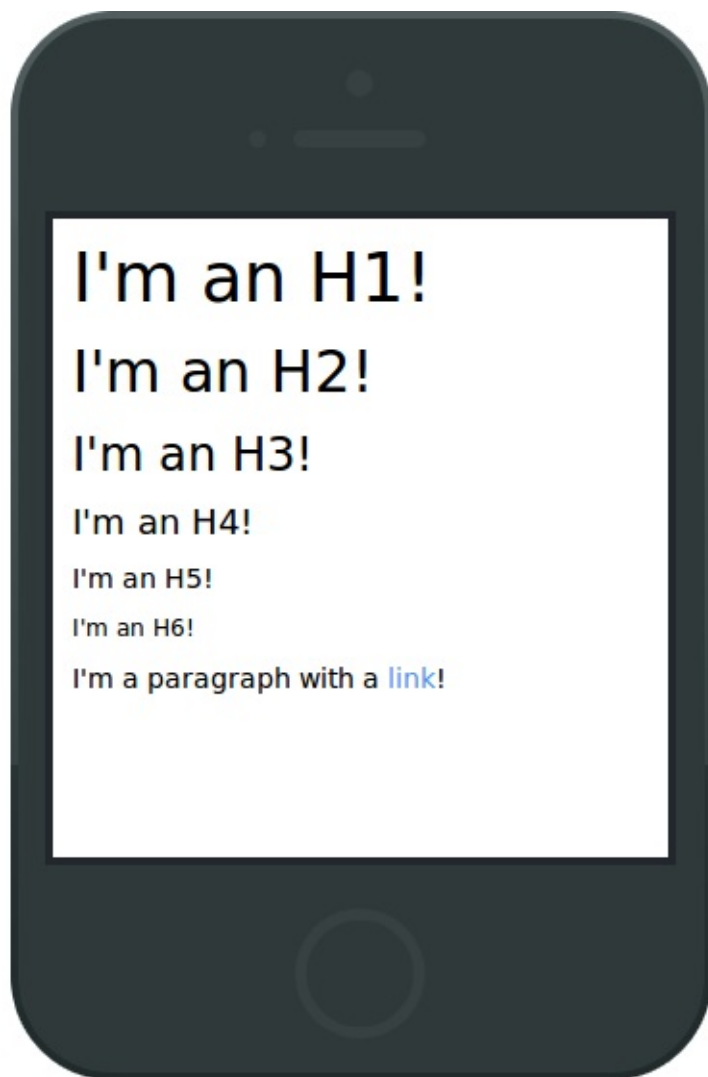 I'm an H1!
I'm an H2!
I'm an H3!
I'm an H4!
I'm an H5!
I'm an H6!
I'm a paragraph with a link!